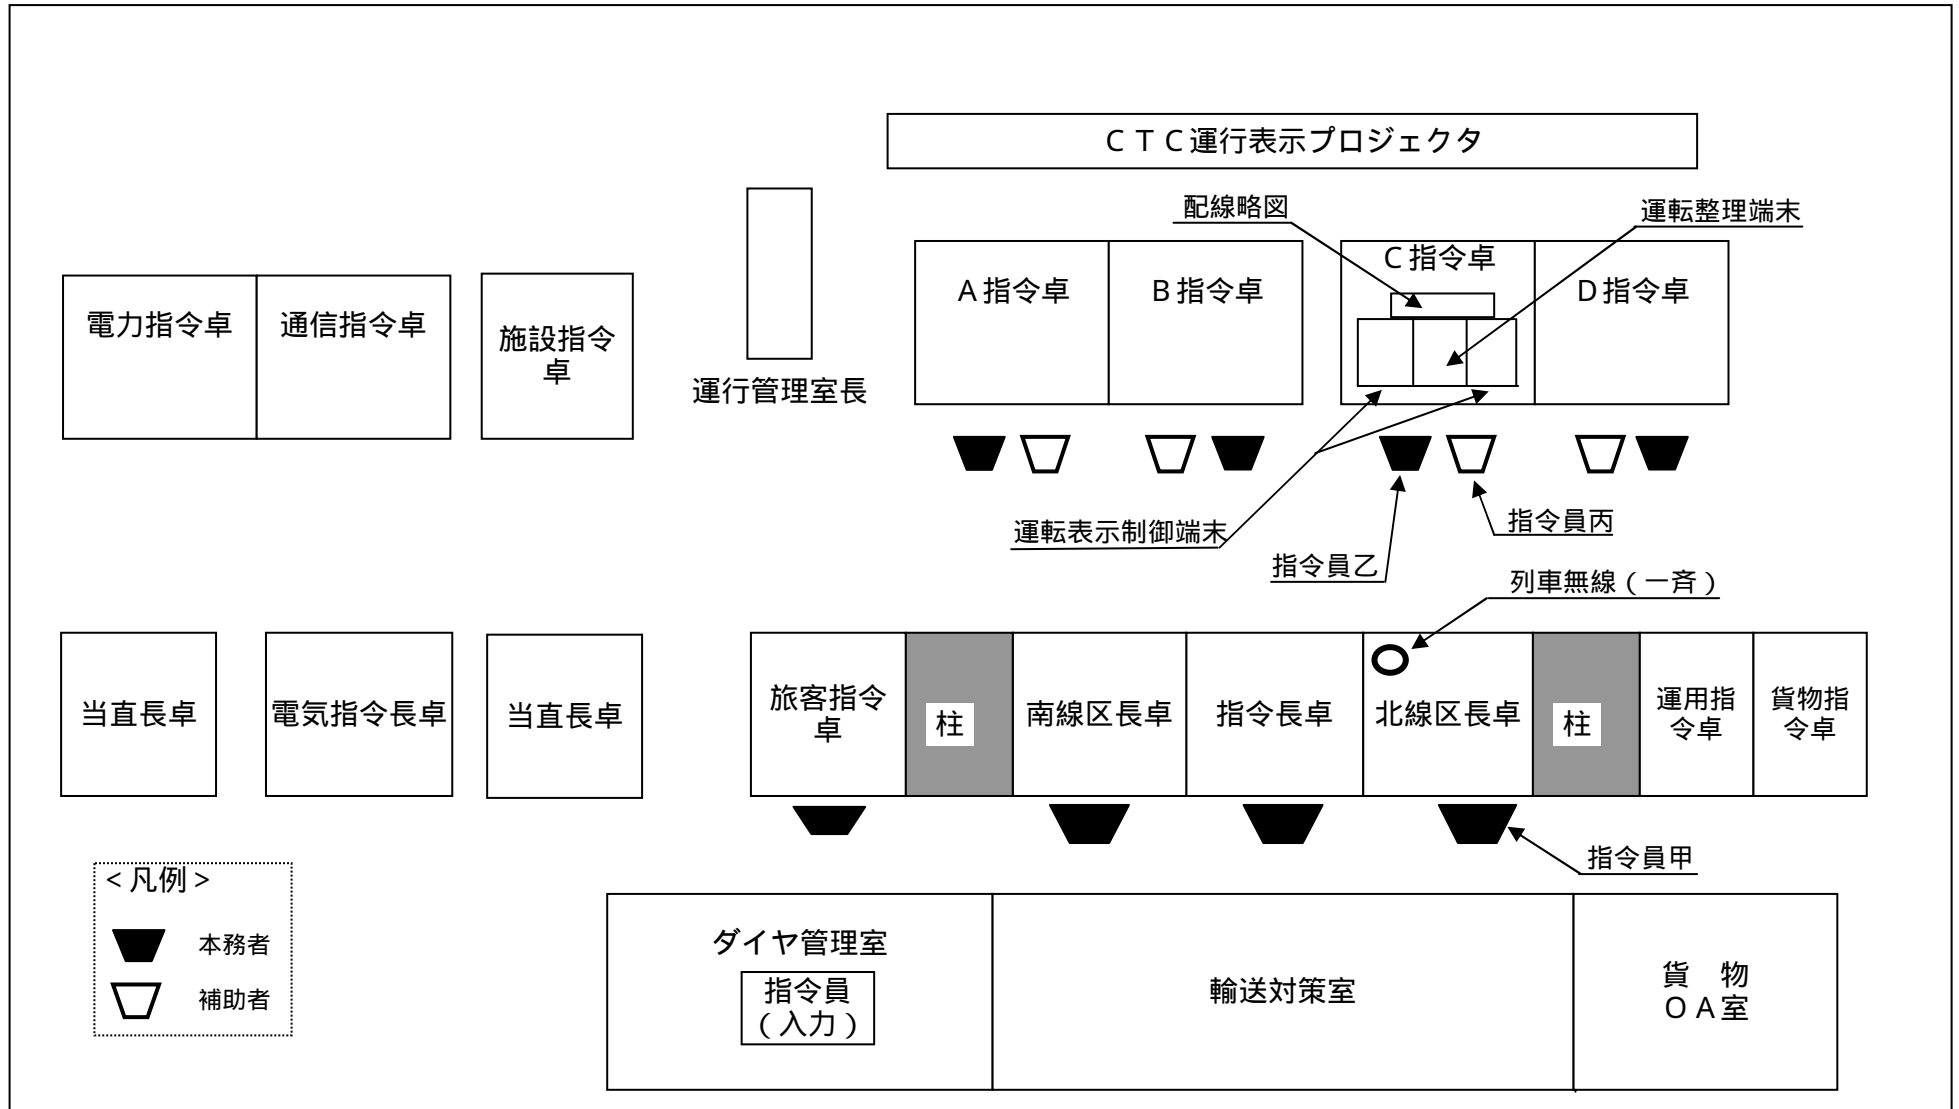 ＣＴＣ運行表示プロジェクタ
配線略図
運転整理端末
Ａ指令卓
Ｂ指令卓
Ｃ指令卓
Ｄ指令卓
電力指令卓
通信指令卓
施設指令
卓
運行管理室長
運転表示制御端末
指令員乙
指令員丙
列車無線（一斉）
当直長卓
電気指令長卓
当直長卓
旅客指令
卓
柱
南線区長卓
指令長卓
北線区長卓
柱
運用指
令卓
貨物指
令卓
指令員甲
＜凡例＞
本務者
補助者
ダイヤ管理室
指令員
（入力）
輸送対策室
貨　物
ＯＡ室